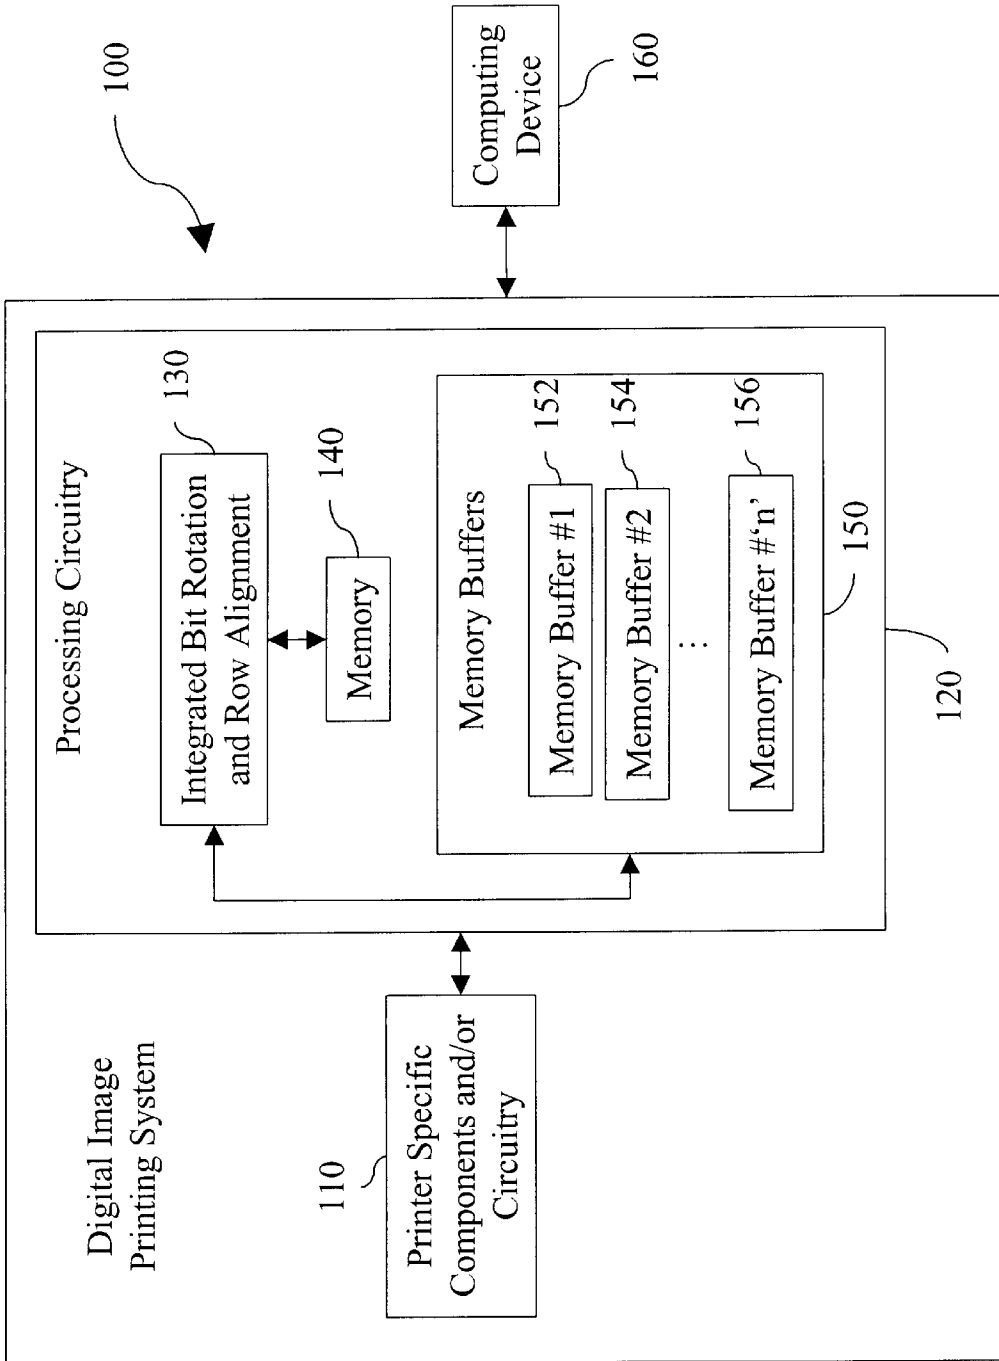 100
Digital Image
Printing System
Processing Circuitry
110
Printer Specific
Components and/or
Circuitry
130
Integrated Bit Rotation
and Row Alignment
140
Memory
Memory Buffers
152
Memory Buffer #1
154
Memory Buffer #2
⋮
156
Memory Buffer #‘n’
150
120
Computing
Device
160